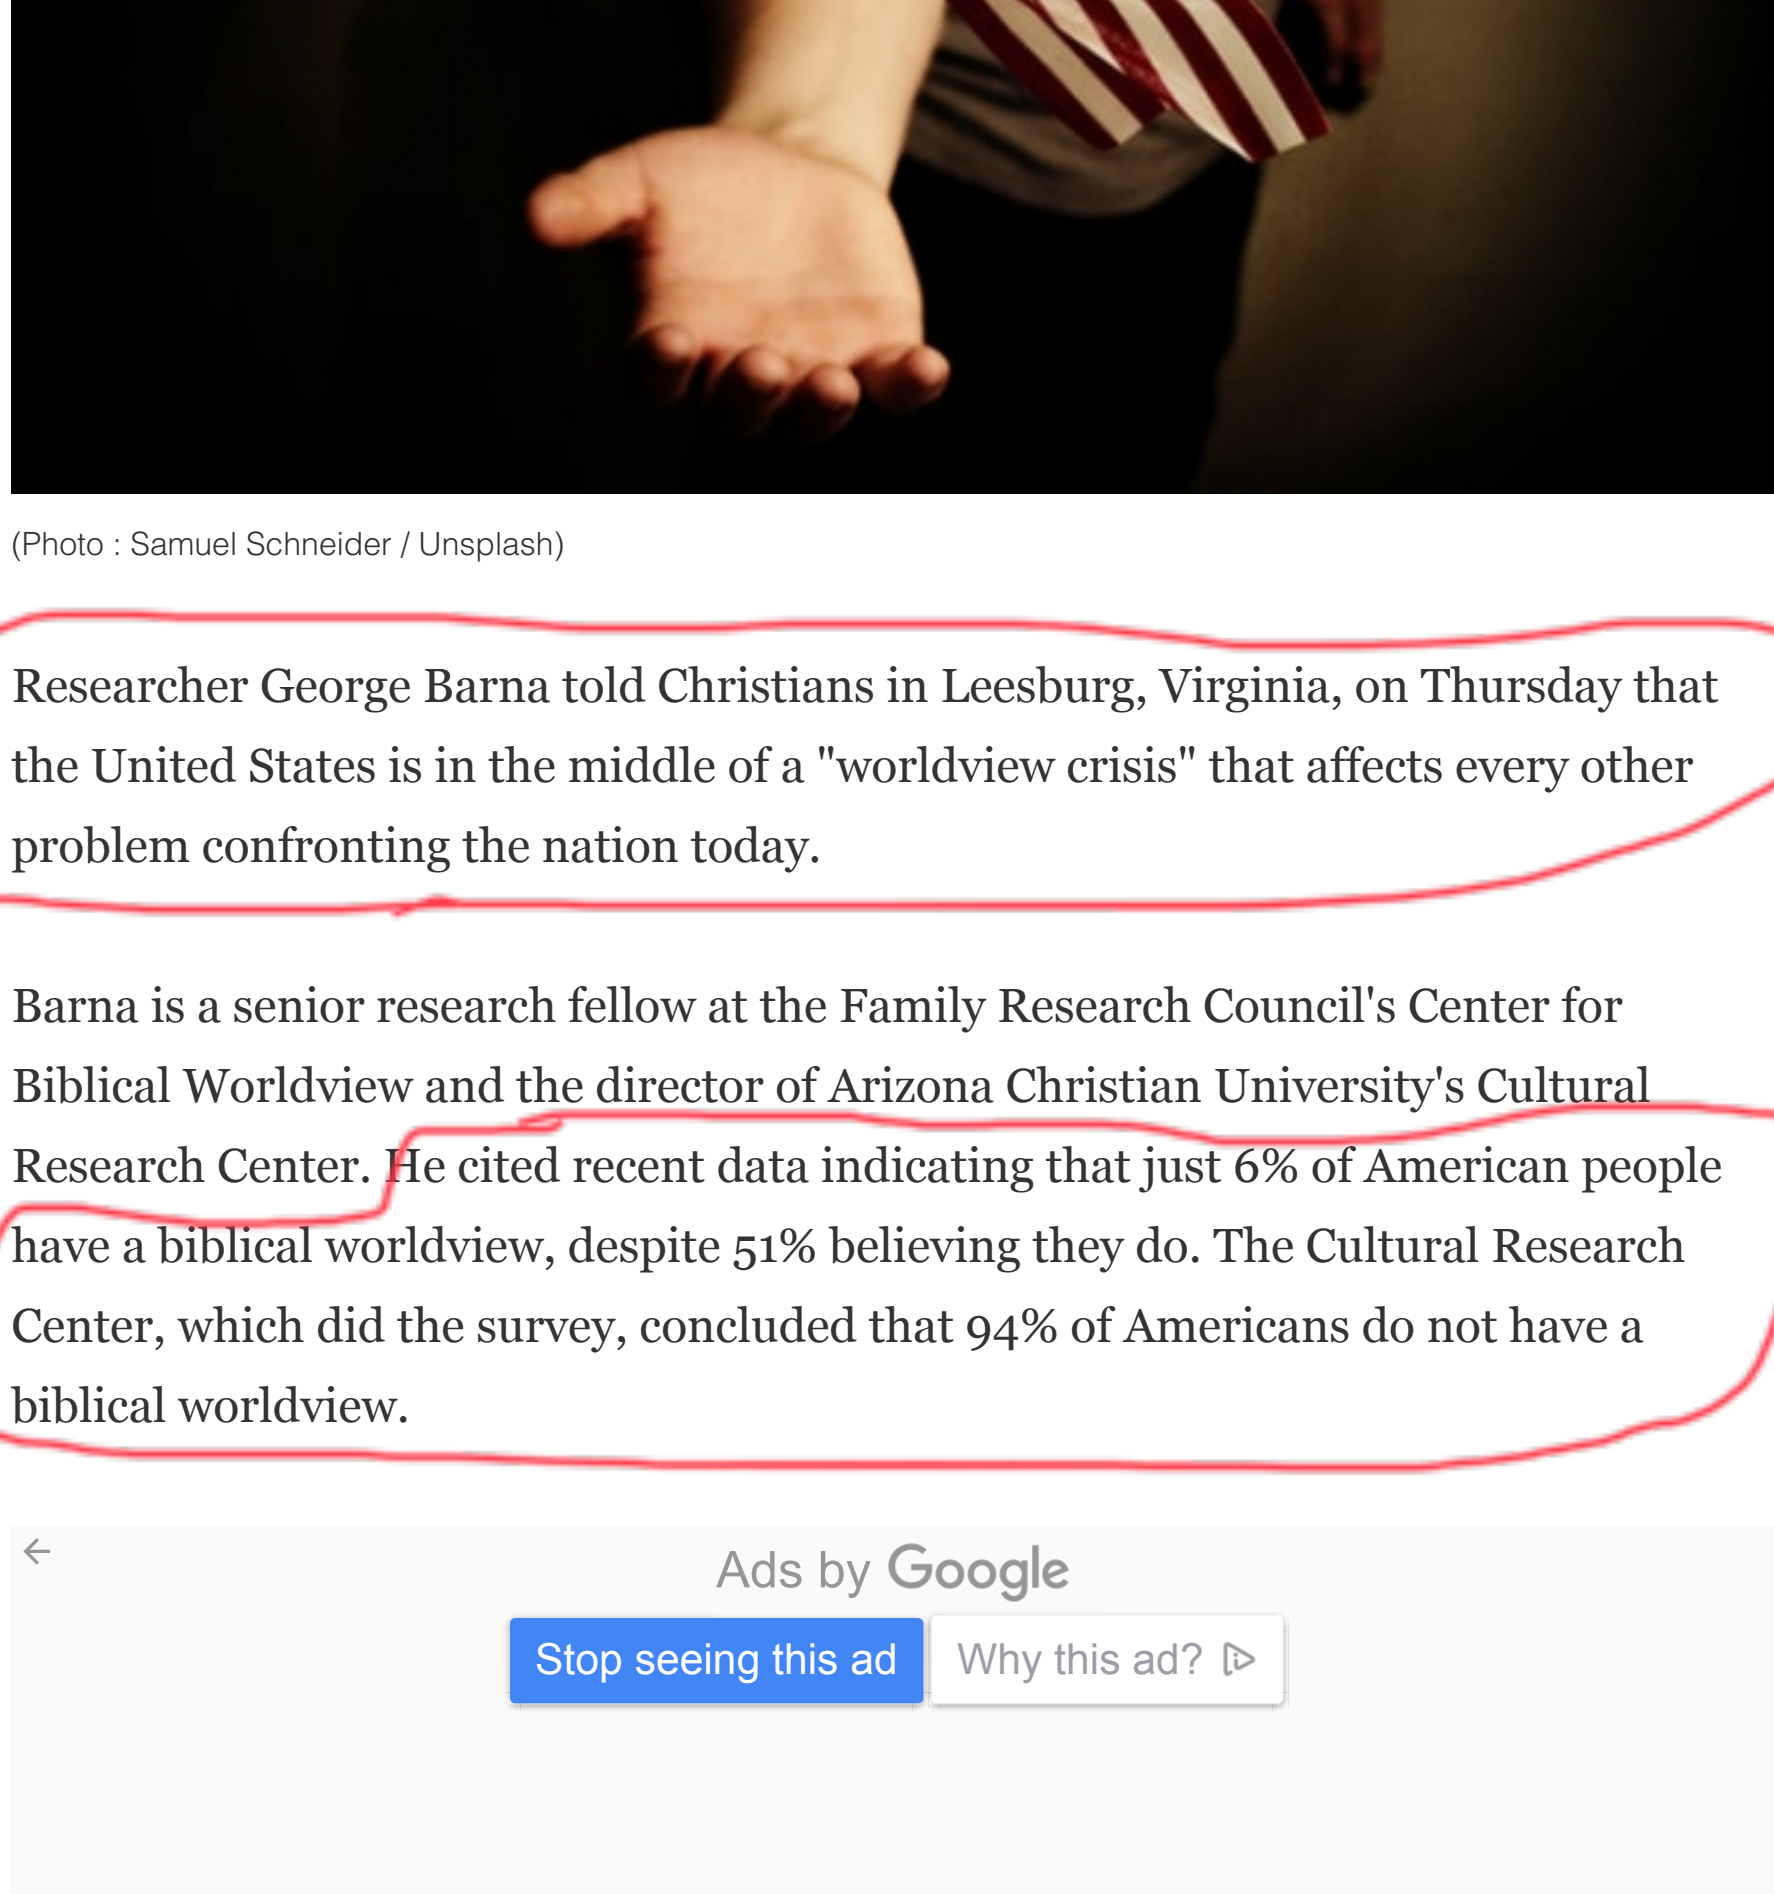 (Photo : Samuel Schneider / Unsplash)
Researcher George Barna told Christians in Leesburg, Virginia, on Thursday that
the United States is in the middle of a "worldview crisis" that affects every other
problem confronting the nation today.
Barna is a senior research fellow at the Family Research Council's Center for
Biblical Worldview and the director of Arizona Christian University's Cultural
Research Center. He cited recent data indicating that just 6% of American people
have a biblical worldview, despite 51% believing they do. The Cultural Research
Center, which did the survey, concluded that 94% of Americans do not have a
biblical worldview.
Ads by Google
Stop seeing this ad
Why this ad?